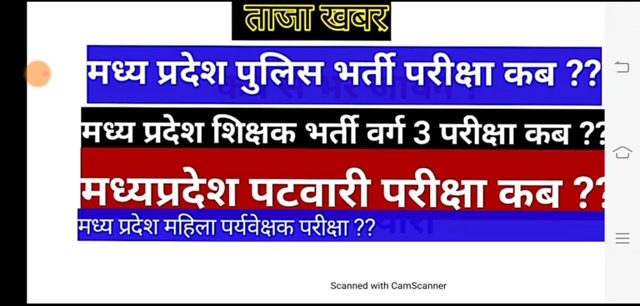 ताजा खबर
मध्य प्रदेश पुलिस भर्ती परीक्षा कब ??
मध्य प्रदेश शिक्षक भर्ती वर्ग 3 परीक्षा कब ??
मध्यप्रदेश पटवारी परीक्षा कब ??
मध्य प्रदेश महिला पर्यवेक्षक परीक्षा ??
Scanned with CamScanner